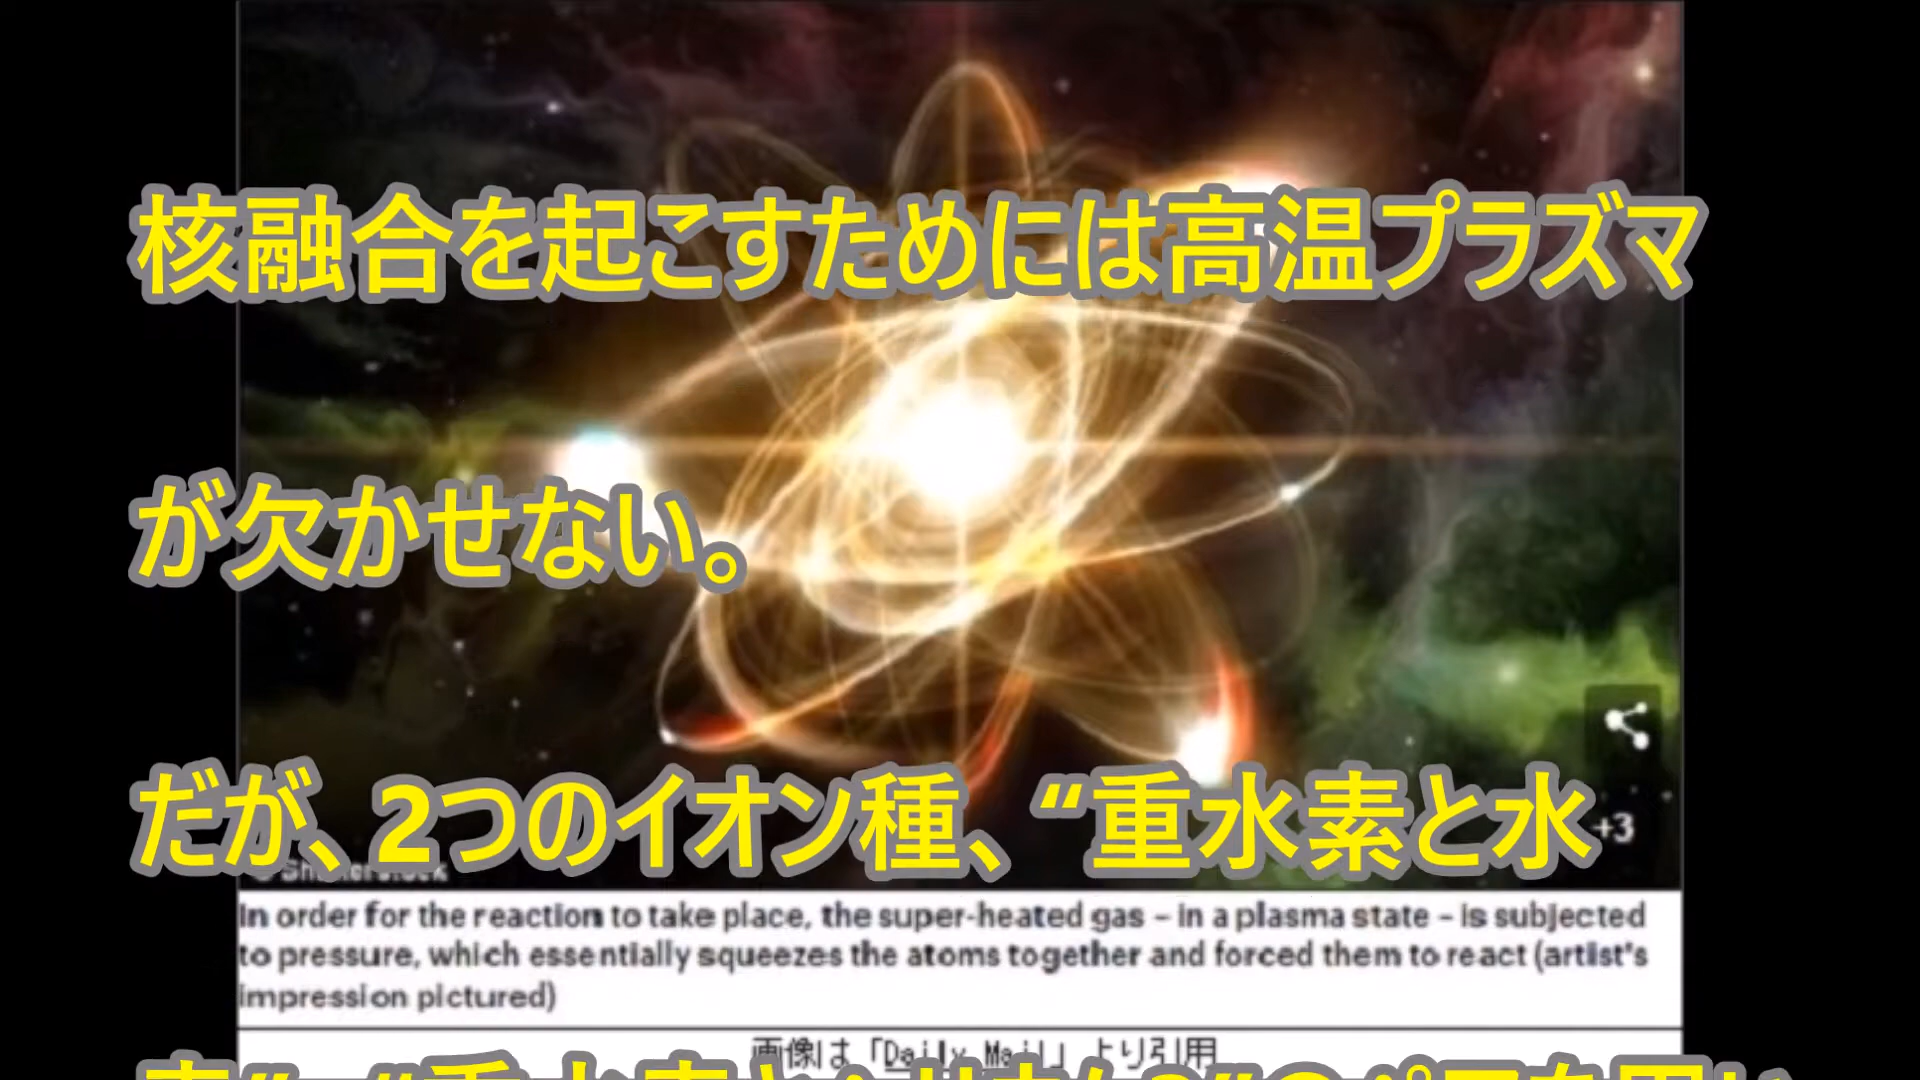 核融合を起こすためには高温プラズマ
が欠かせない。
だが、2つのイオン種、“重水素と水
+3
In order for the reaction to take place, the super-heated gas – in a plasma state – is subjected
to pressure, which essentially squeezes the atoms together and forced them to react (artist's
impression pictured)
画像は「Daily Mail」より引用